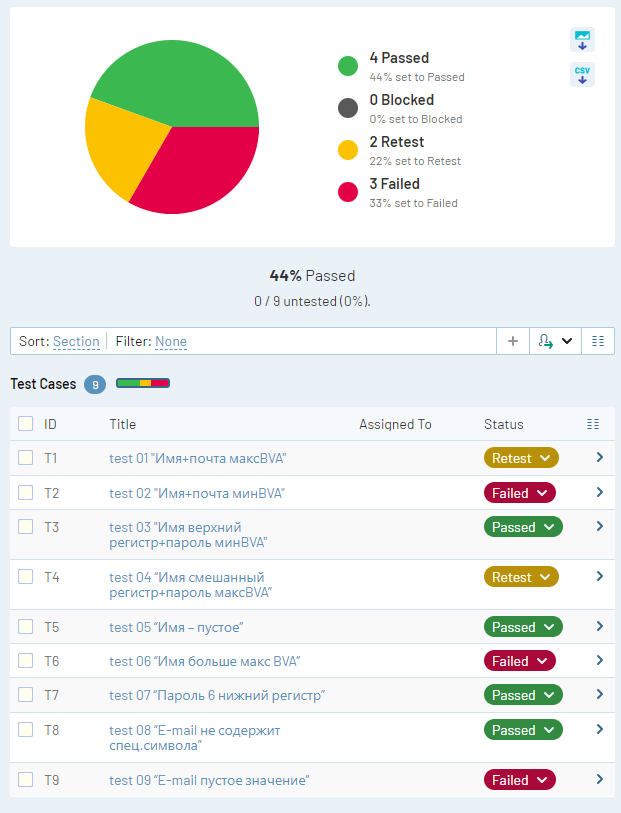 4 Passed
44% set to Passed
0 Blocked
0% set to Blocked
2 Retest
22% set to Retest
3 Failed
33% set to Failed
CSV
44% Passed
0 / 9 untested (0%).
Sort: Section Filter: None
Test Cases 9
ID Title Assigned To Status
T1 test 01 "Имя+почта максBVA" Retest
T2 test 02 "Имя+почта минBVA" Failed
T3 test 03 "Имя верхний Passed
регистр+пароль минBVA"
T4 test 04 “Имя смешанный Retest
регистр+пароль максBVA”
T5 test 05 “Имя – пустое” Passed
T6 test 06 “Имя больше макс BVA” Failed
T7 test 07 “Пароль 6 нижний регистр” Passed
T8 test 08 “E-mail не содержит Passed
спец.символа”
T9 test 09 “E-mail пустое значение” Failed